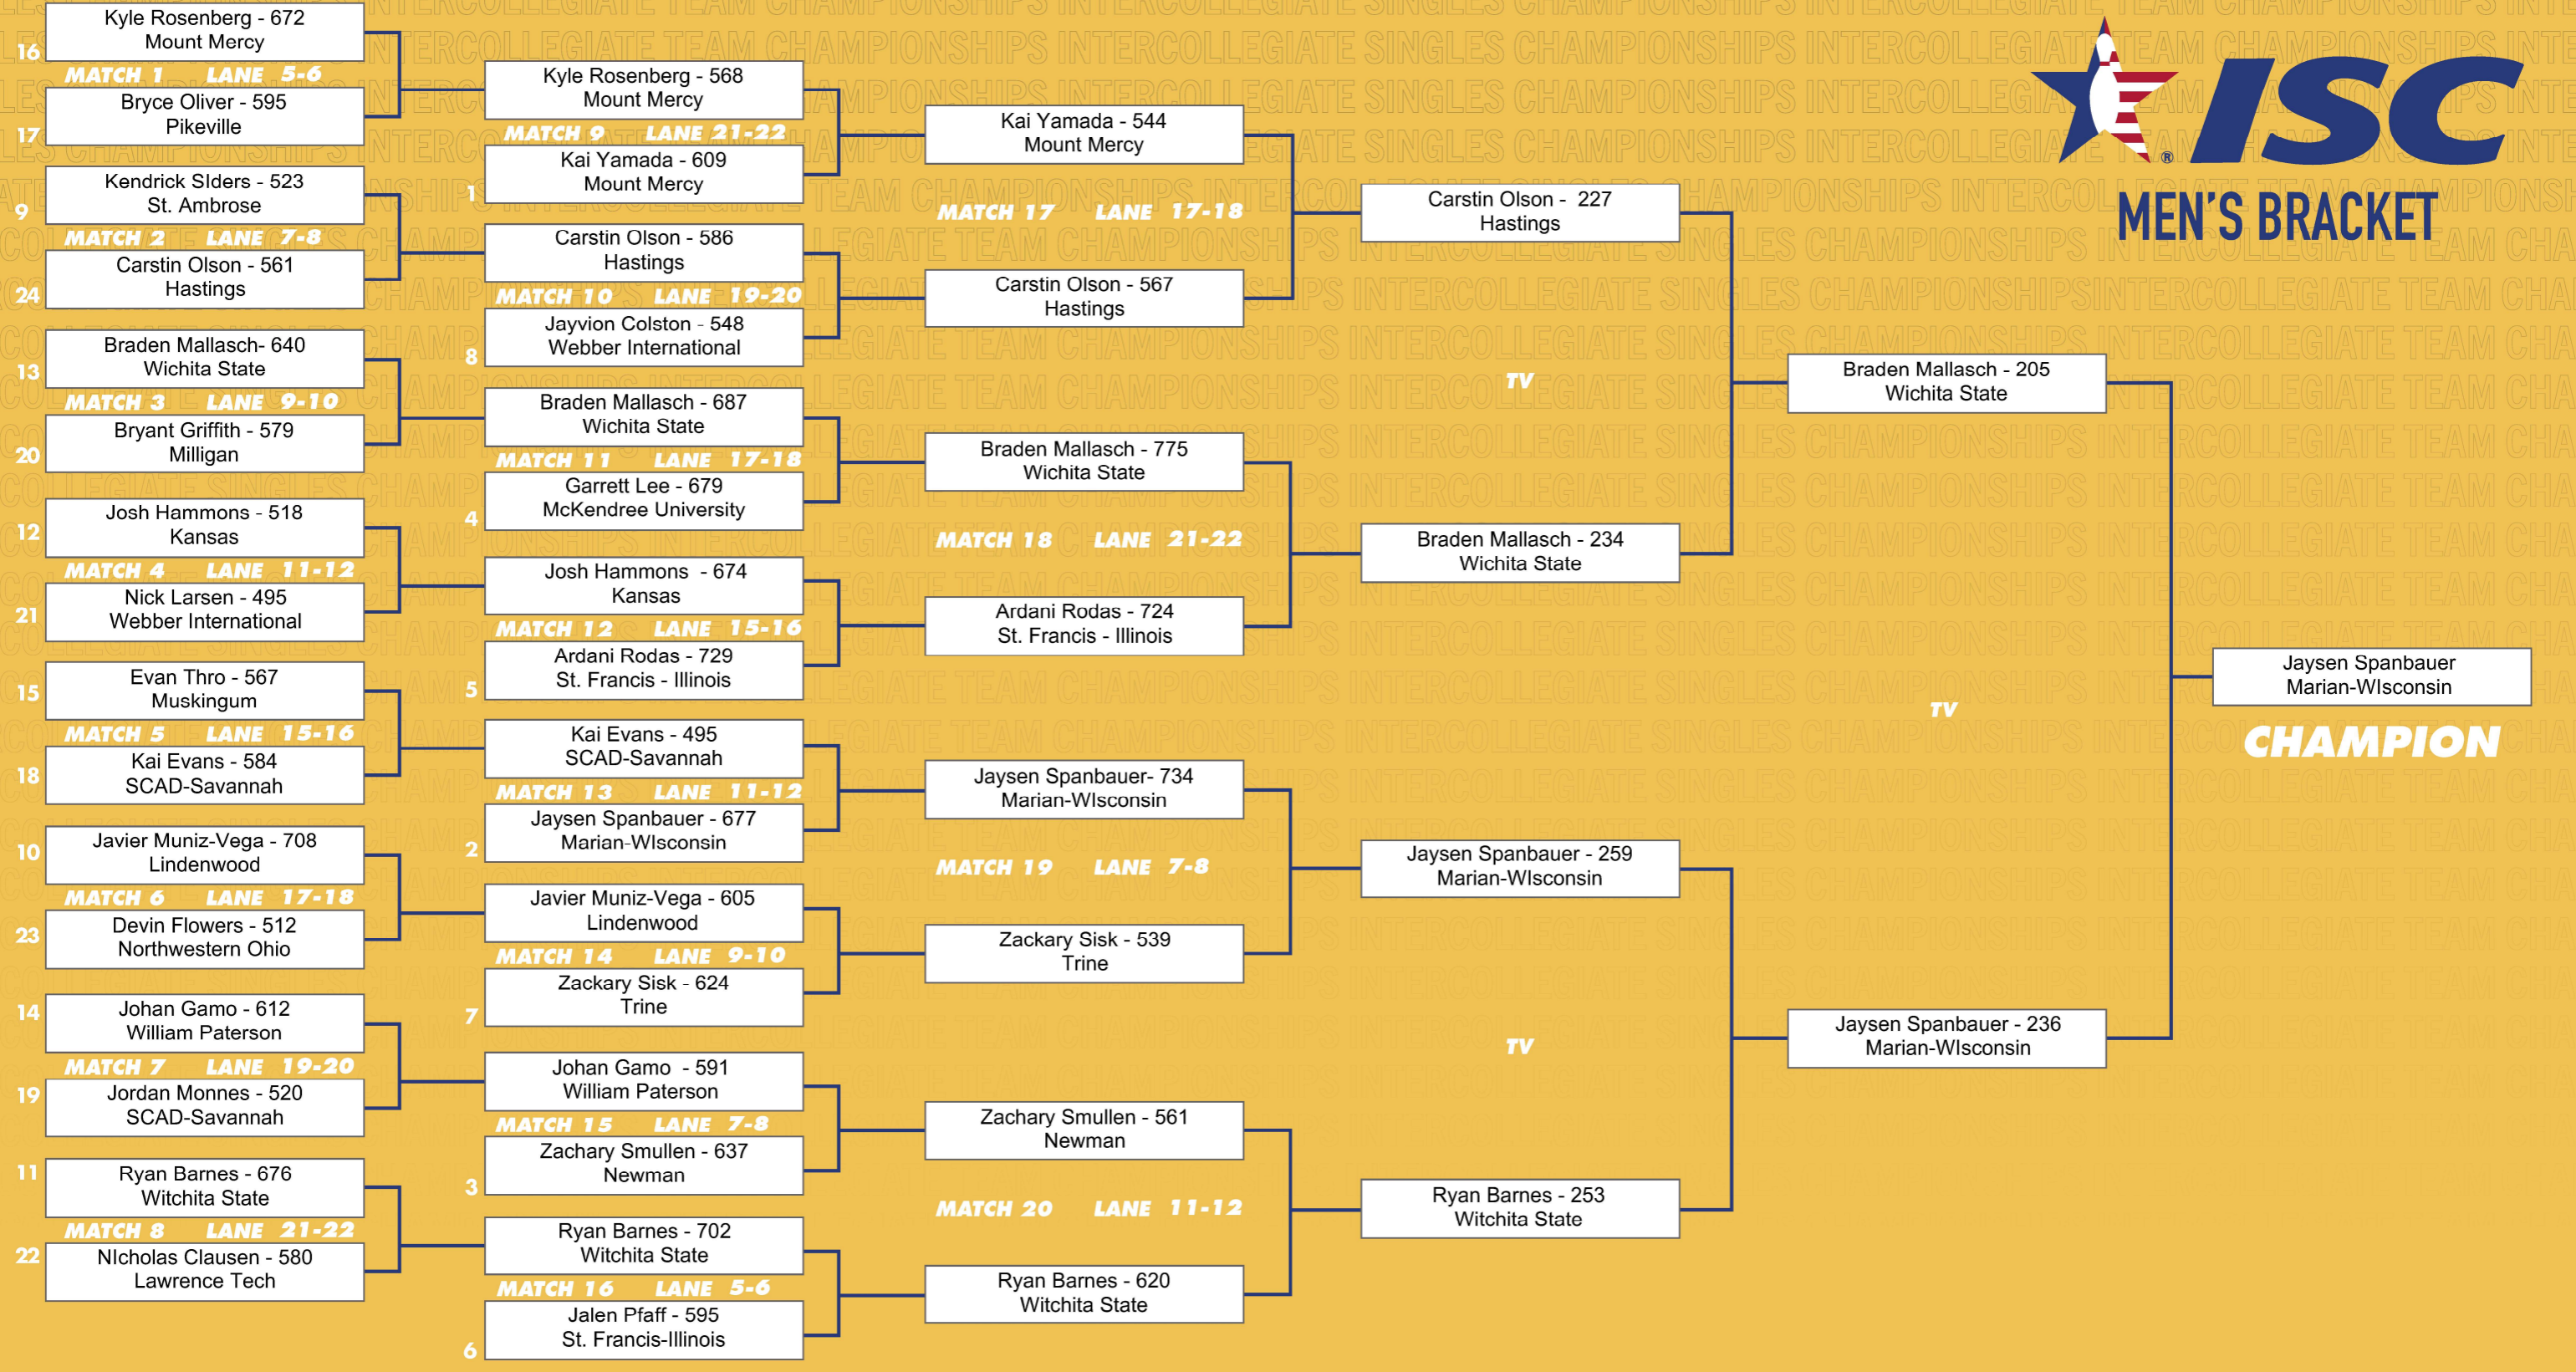 16
Kyle Rosenberg - 672
Mount Mercy
MATCH 1 LANE 5-6
17
Bryce Oliver - 595
Pikeville
9
Kendrick SIders - 523
St. Ambrose
MATCH 2 LANE 7-8
24
Carstin Olson - 561
Hastings
13
Braden Mallasch- 640
Wichita State
MATCH 3 LANE 9-10
20
Bryant Griffith - 579
Milligan
12
Josh Hammons - 518
Kansas
MATCH 4 LANE 11-12
21
Nick Larsen - 495
Webber International
15
Evan Thro - 567
Muskingum
MATCH 5 LANE 15-16
18
Kai Evans - 584
SCAD-Savannah
10
Javier Muniz-Vega - 708
Lindenwood
MATCH 6 LANE 17-18
23
Devin Flowers - 512
Northwestern Ohio
14
Johan Gamo - 612
William Paterson
MATCH 7 LANE 19-20
19
Jordan Monnes - 520
SCAD-Savannah
11
Ryan Barnes - 676
Witchita State
MATCH 8 LANE 21-22
22
NIcholas Clausen - 580
Lawrence Tech
Kyle Rosenberg - 568
Mount Mercy
MATCH 9 LANE 21-22
1
Kai Yamada - 609
Mount Mercy
Carstin Olson - 586
Hastings
MATCH 10 LANE 19-20
8
Jayvion Colston - 548
Webber International
Braden Mallasch - 687
Wichita State
MATCH 11 LANE 17-18
4
Garrett Lee - 679
McKendree University
Josh Hammons - 674
Kansas
MATCH 12 LANE 15-16
5
Ardani Rodas - 729
St. Francis - Illinois
Kai Evans - 495
SCAD-Savannah
MATCH 13 LANE 11-12
2
Jaysen Spanbauer - 677
Marian-WIsconsin
Javier Muniz-Vega - 605
Lindenwood
MATCH 14 LANE 9-10
7
Zackary Sisk - 624
Trine
Johan Gamo - 591
William Paterson
MATCH 15 LANE 7-8
3
Zachary Smullen - 637
Newman
Ryan Barnes - 702
Witchita State
MATCH 16 LANE 5-6
6
Jalen Pfaff - 595
St. Francis-Illinois
Kai Yamada - 544
Mount Mercy
MATCH 17 LANE 17-18
Carstin Olson - 567
Hastings
Braden Mallasch - 775
Wichita State
MATCH 18 LANE 21-22
Ardani Rodas - 724
St. Francis - Illinois
Jaysen Spanbauer- 734
Marian-WIsconsin
MATCH 19 LANE 7-8
Zackary Sisk - 539
Trine
Zachary Smullen - 561
Newman
MATCH 20 LANE 11-12
Ryan Barnes - 620
Witchita State
Carstin Olson - 227
Hastings
TV
Braden Mallasch - 234
Wichita State
Jaysen Spanbauer - 259
Marian-WIsconsin
TV
Ryan Barnes - 253
Witchita State
Braden Mallasch - 205
Wichita State
TV
Jaysen Spanbauer - 236
Marian-WIsconsin
Jaysen Spanbauer
Marian-WIsconsin
CHAMPION
® ISC
MEN'S BRACKET